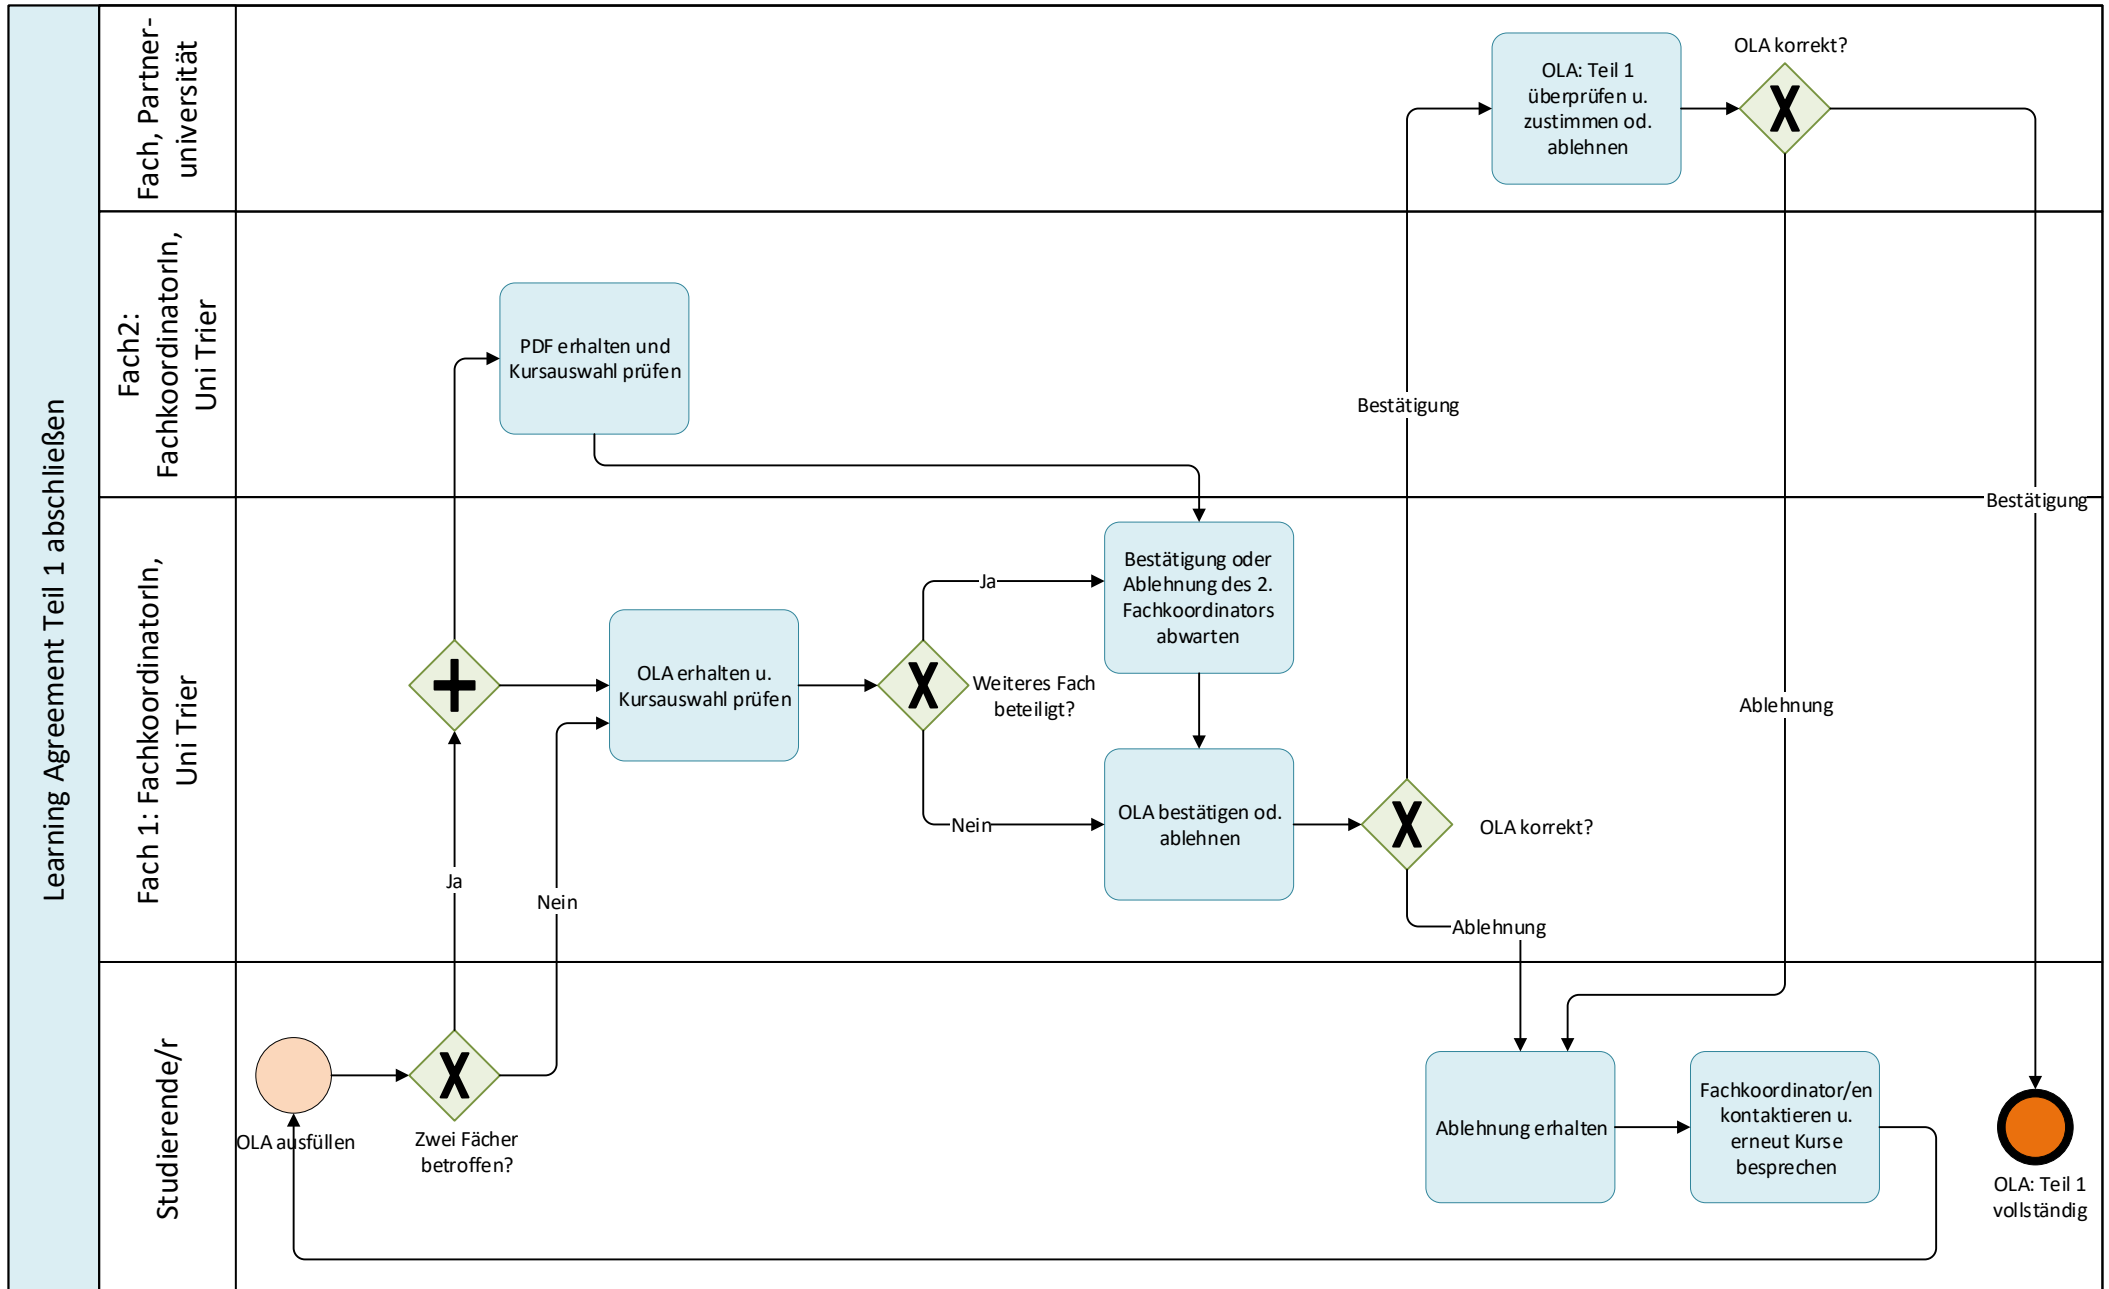 Learning Agreement Teil 1 abschließen
Fach, Partner-
universität
OLA: Teil 1
überprüfen u.
zustimmen od.
ablehnen
OLA korrekt?
Fach2:
FachkoordinatorIn,
Uni Trier
PDF erhalten und
Kursauswahl prüfen
Bestätigung
Bestätigung
Fach 1: FachkoordinatorIn,
Uni Trier
Bestätigung oder
Ablehnung des 2.
Fachkoordinators
abwarten
Ja
OLA erhalten u.
Kursauswahl prüfen
Weiteres Fach
beteiligt?
Ablehnung
Nein
OLA bestätigen od.
ablehnen
OLA korrekt?
Ja
Nein
Ablehnung
Studierende/r
OLA ausfüllen
Zwei Fächer
betroffen?
Ablehnung erhalten
Fachkoordinator/en
kontaktieren u.
erneut Kurse
besprechen
OLA: Teil 1
vollständig